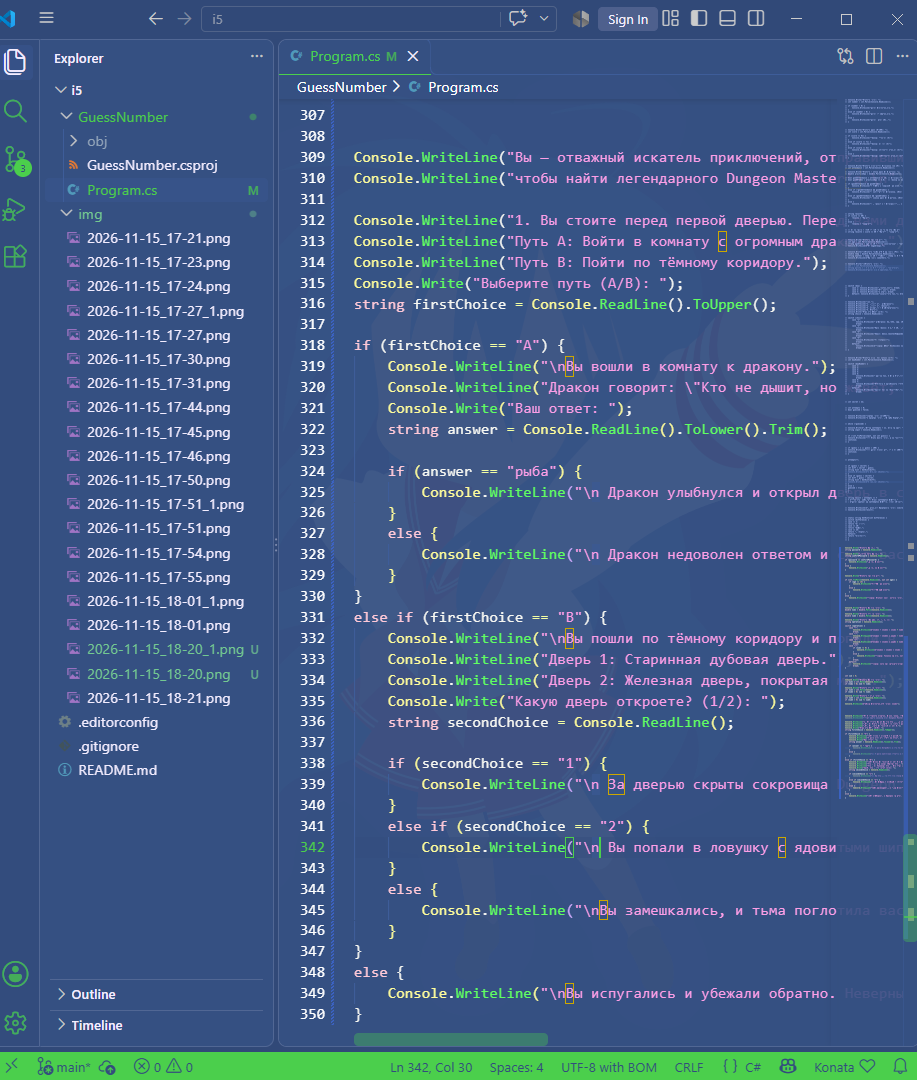 i5
Sign In
Explorer
i5
GuessNumber
obj
GuessNumber.csproj
Program.cs M
img
2026-11-15_17-21.png
2026-11-15_17-23.png
2026-11-15_17-24.png
2026-11-15_17-27_1.png
2026-11-15_17-27.png
2026-11-15_17-30.png
2026-11-15_17-31.png
2026-11-15_17-44.png
2026-11-15_17-45.png
2026-11-15_17-46.png
2026-11-15_17-50.png
2026-11-15_17-51_1.png
2026-11-15_17-51.png
2026-11-15_17-54.png
2026-11-15_17-55.png
2026-11-15_18-01_1.png
2026-11-15_18-01.png
2026-11-15_18-20_1.png U
2026-11-15_18-20.png U
2026-11-15_18-21.png
.editorconfig
.gitignore
README.md
Outline
Timeline
3
Program.cs M
GuessNumber > Program.cs
307
308
309 Console.WriteLine("Вы — отважный искатель приключений, от
310 Console.WriteLine("чтобы найти легендарного Dungeon Maste
311
312 Console.WriteLine("1. Вы стоите перед первой дверью. Пере
313 Console.WriteLine("Путь A: Войти в комнату с огромным дра
314 Console.WriteLine("Путь B: Пойти по тёмному коридору.");
315 Console.Write("Выберите путь (A/B): ");
316 string firstChoice = Console.ReadLine().ToUpper();
317
318 if (firstChoice == "A") {
319 Console.WriteLine("\nВы вошли в комнату к дракону.");
320 Console.WriteLine("Дракон говорит: \"Кто не дышит, но
321 Console.Write("Ваш ответ: ");
322 string answer = Console.ReadLine().ToLower().Trim();
323
324 if (answer == "рыба") {
325 Console.WriteLine("\n Дракон улыбнулся и открыл д
326 }
327 else {
328 Console.WriteLine("\n Дракон недоволен ответом и
329 }
330 }
331 else if (firstChoice == "B") {
332 Console.WriteLine("\nВы пошли по тёмному коридору и п
333 Console.WriteLine("Дверь 1: Старинная дубовая дверь."
334 Console.WriteLine("Дверь 2: Железная дверь, покрытая
335 Console.Write("Какую дверь откроете? (1/2): ");
336 string secondChoice = Console.ReadLine();
337
338 if (secondChoice == "1") {
339 Console.WriteLine("\n За дверью скрыты сокровища
340 }
341 else if (secondChoice == "2") {
342 Console.WriteLine("\n Вы попали в ловушку с ядовитыми шип
343 }
344 else {
345 Console.WriteLine("\nВы замешкались, и тьма поглотила вас
346 }
347 }
348 else {
349 Console.WriteLine("\nВы испугались и убежали обратно. Неверны
350 }
main* 0 0 Ln 342, Col 30 Spaces: 4 UTF-8 with BOM CRLF { } C# Konata